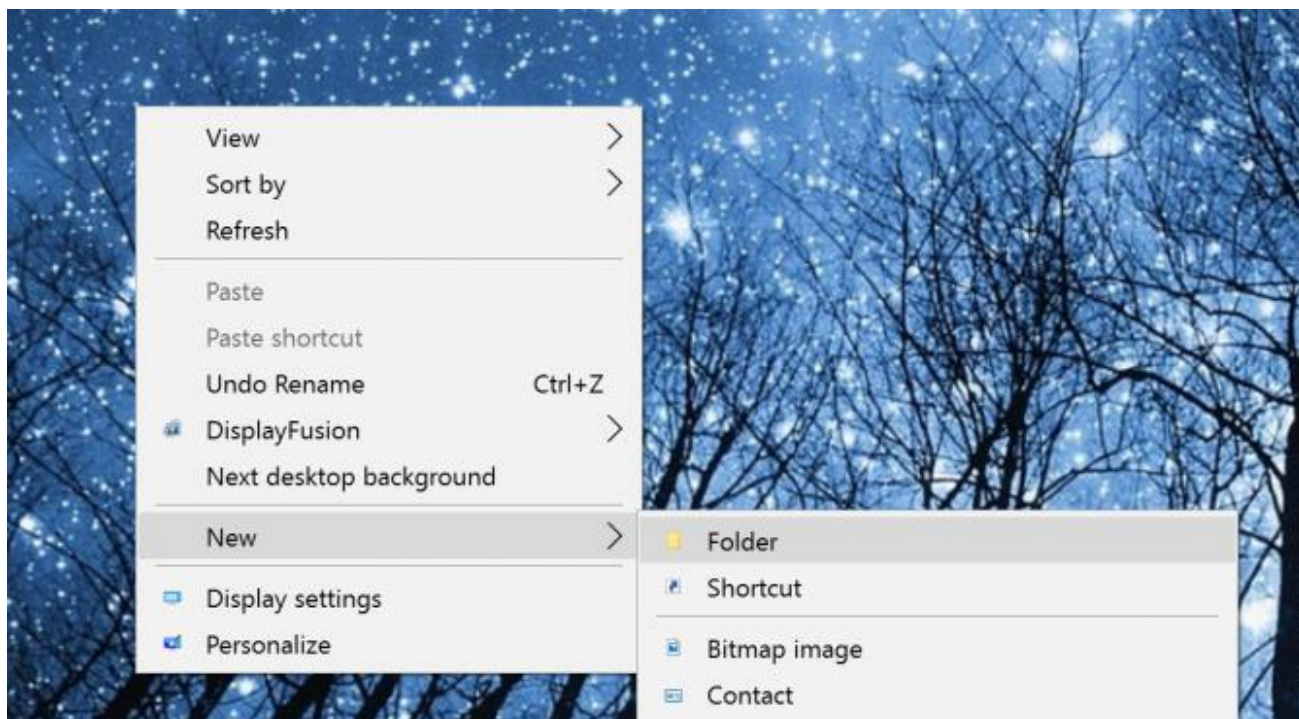 View
Sort by
Refresh
Paste
Paste shortcut
Undo Rename Ctrl+Z
DisplayFusion
Next desktop background
New
Folder
Shortcut
Display settings
Personalize
Bitmap image
Contact